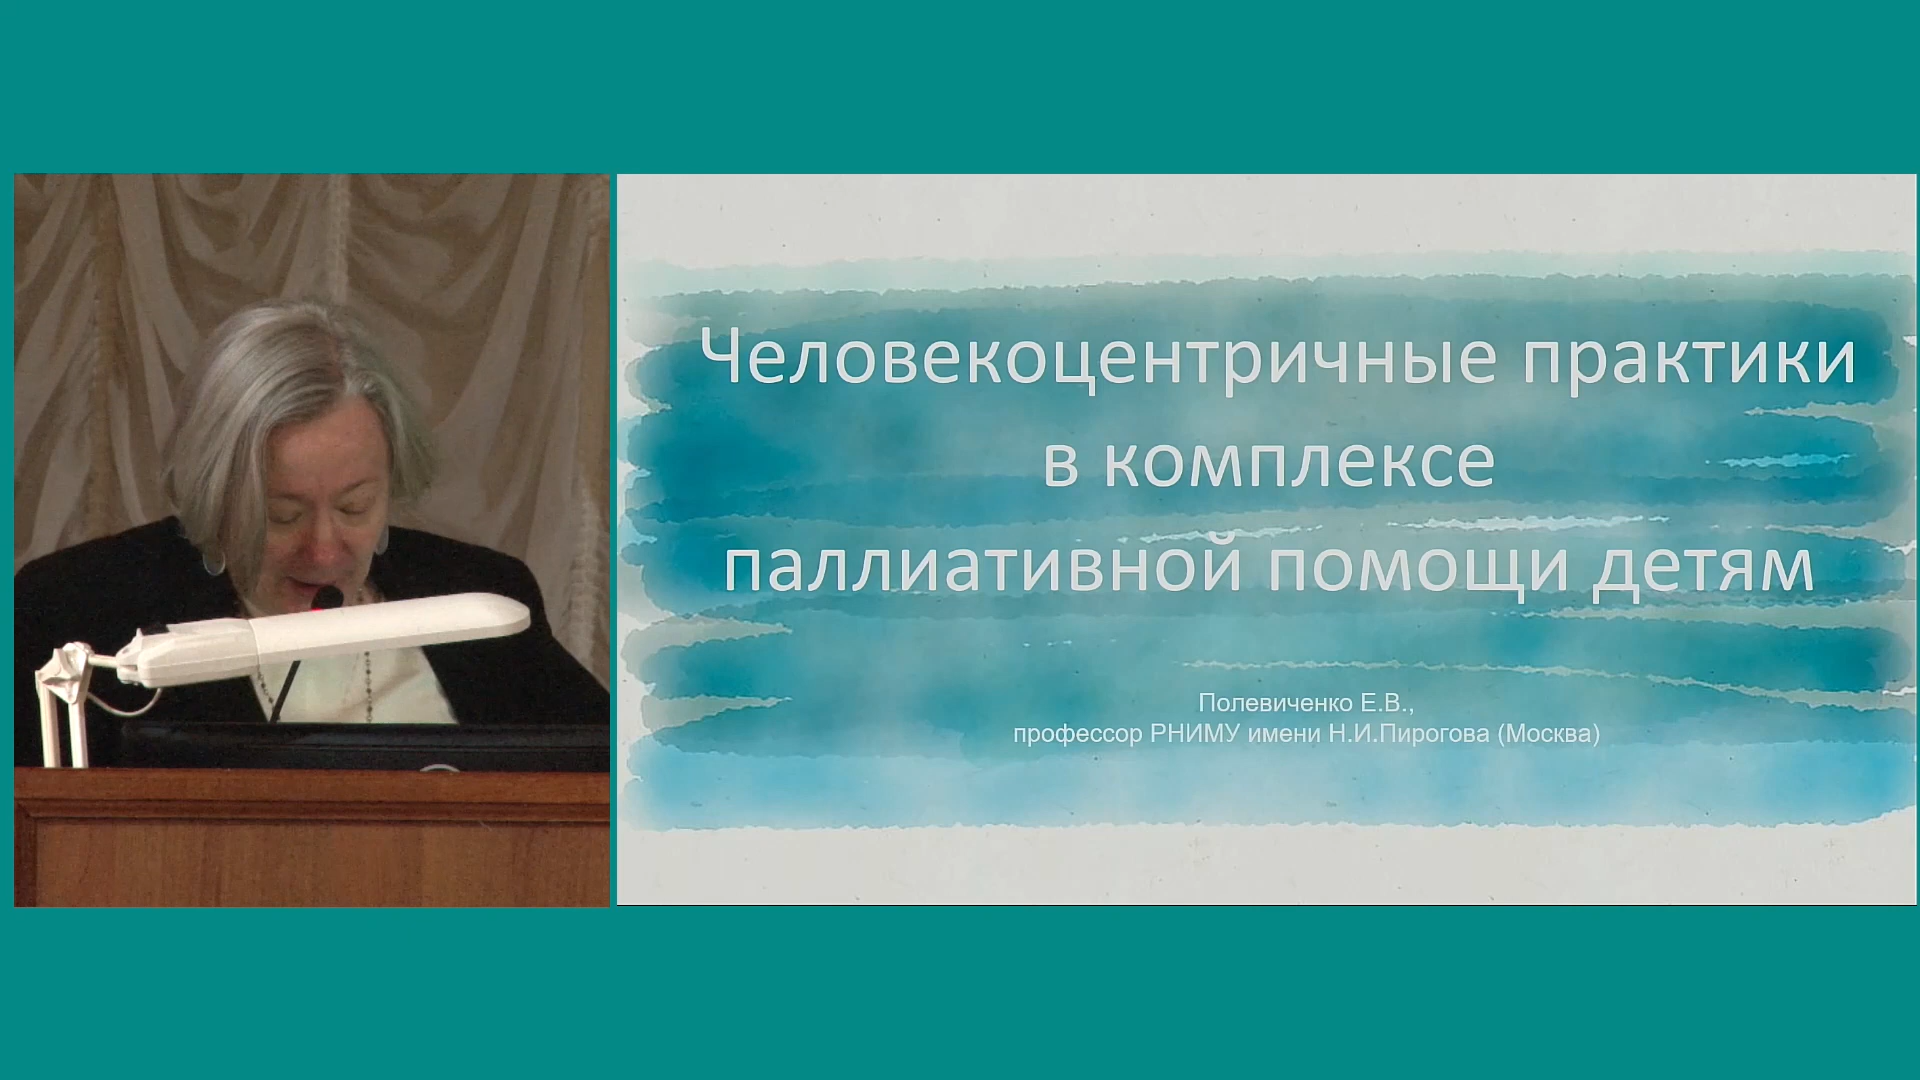 Человекоцентричные практики
в комплексе
паллиативной помощи детям
Полевиченко Е.В.,
профессор РНИМУ имени Н.И.Пирогова (Москва)